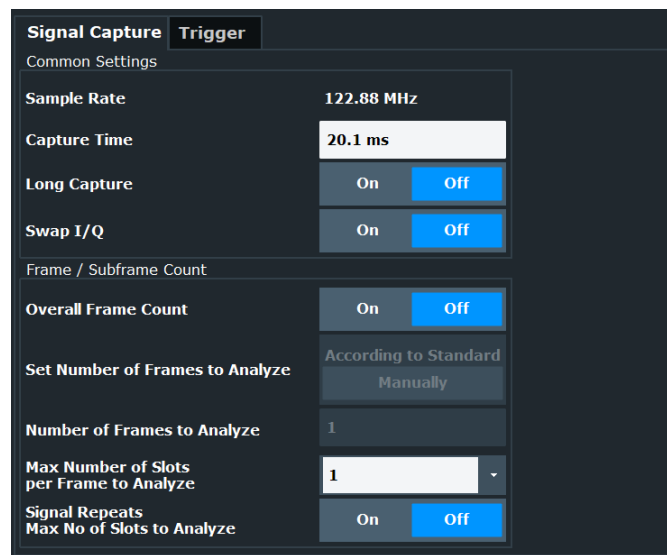 Signal Capture Trigger
Common Settings
Sample Rate 122.88 MHz
Capture Time 20.1 ms
Long Capture On Off
Swap I/Q On Off
Frame / Subframe Count
Overall Frame Count On Off
Set Number of Frames to Analyze According to Standard
Manually
Number of Frames to Analyze 1
Max Number of Slots
per Frame to Analyze 1
Signal Repeats
Max No of Slots to Analyze On Off